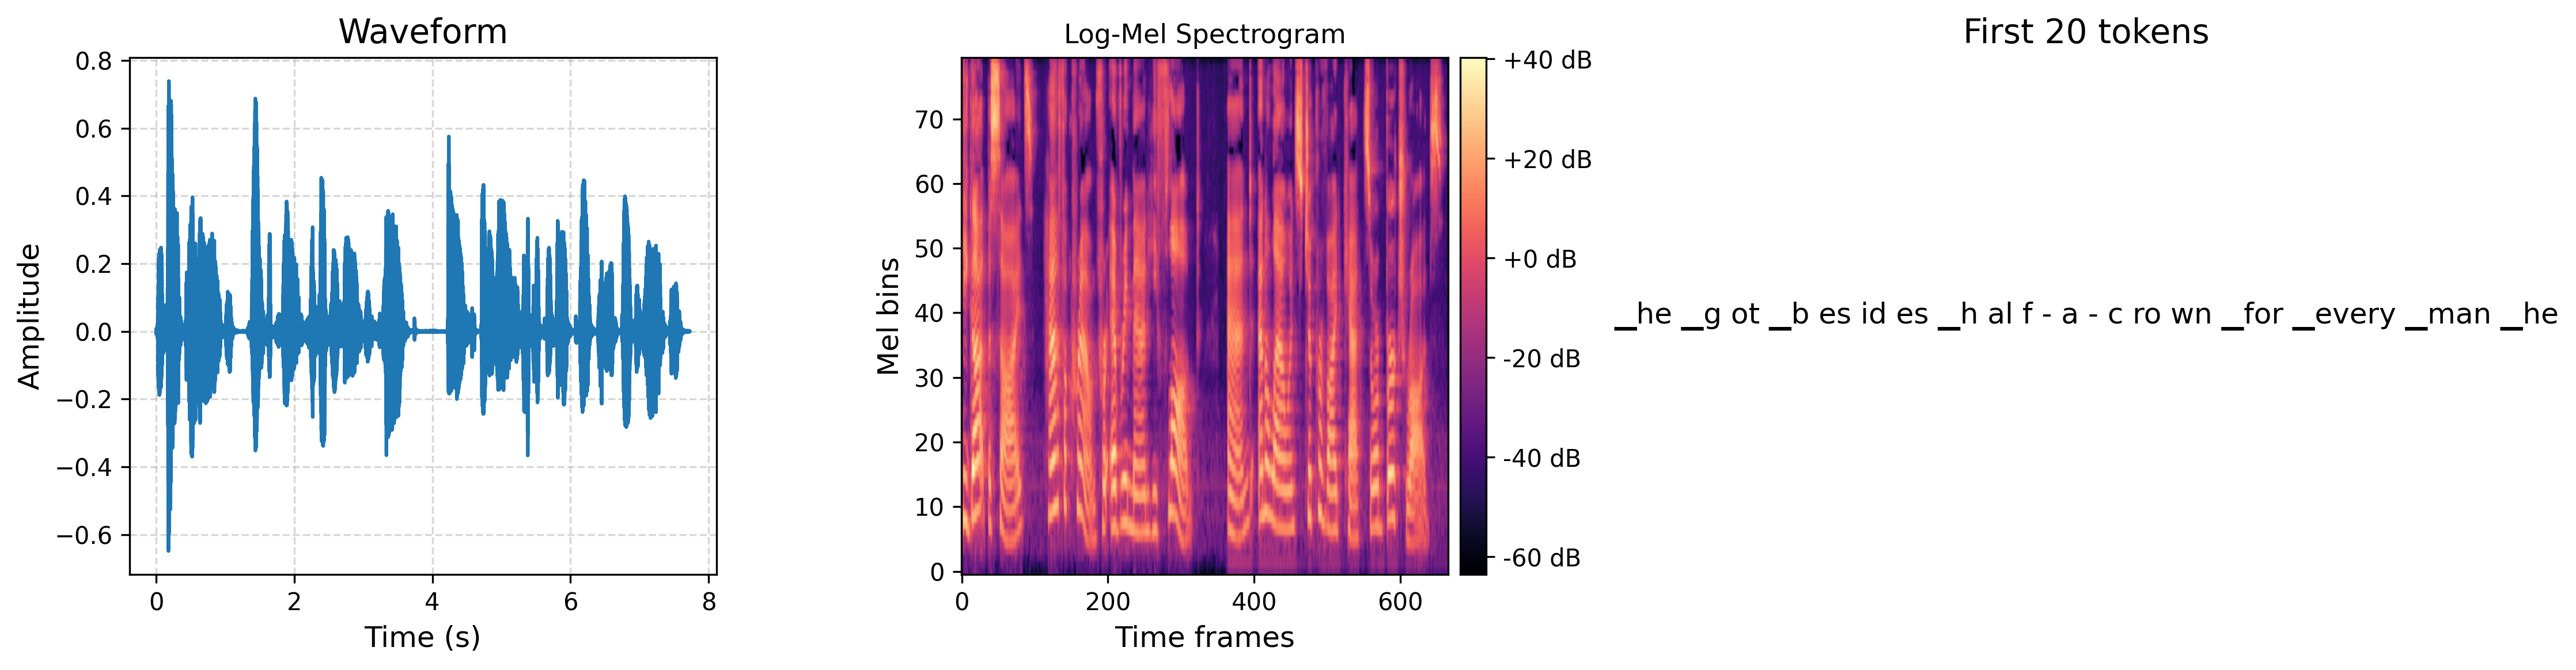 Waveform
0.8
0.6
0.4
0.2
0.0
−0.2
−0.4
−0.6
Amplitude
0 2 4 6 8
Time (s)
Log-Mel Spectrogram
70
60
50
40
30
20
10
0
Mel bins
0 200 400 600
Time frames
+40 dB
+20 dB
+0 dB
-20 dB
-40 dB
-60 dB
First 20 tokens
▁he ▁g ot ▁b es id es ▁h al f - a - c ro wn ▁for ▁every ▁man ▁he